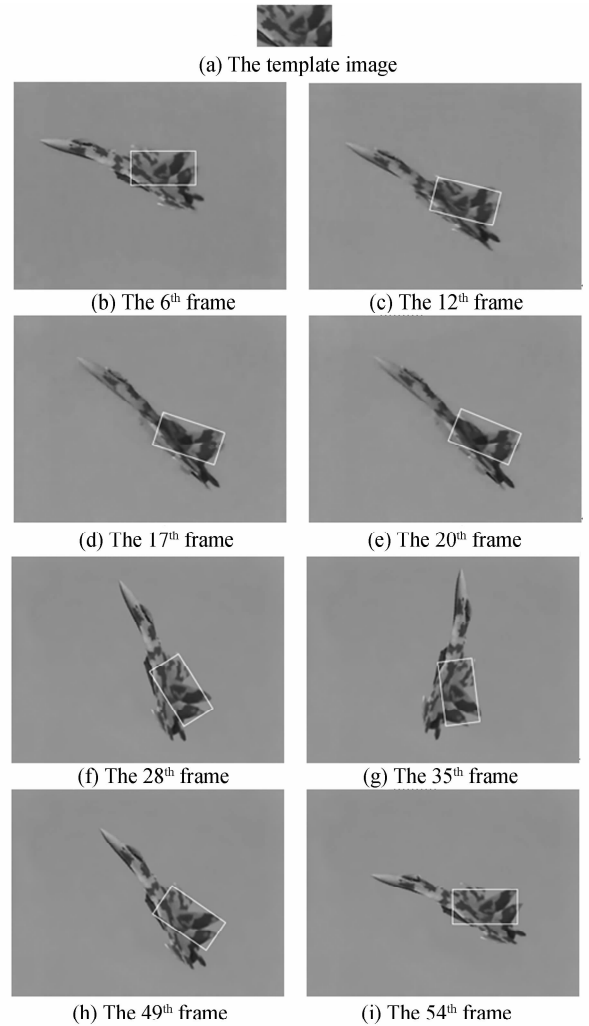 (a) The template image
(b) The 6th frame
(c) The 12th frame
(d) The 17th frame
(e) The 20th frame
(f) The 28th frame
(g) The 35th frame
(h) The 49th frame
(i) The 54th frame